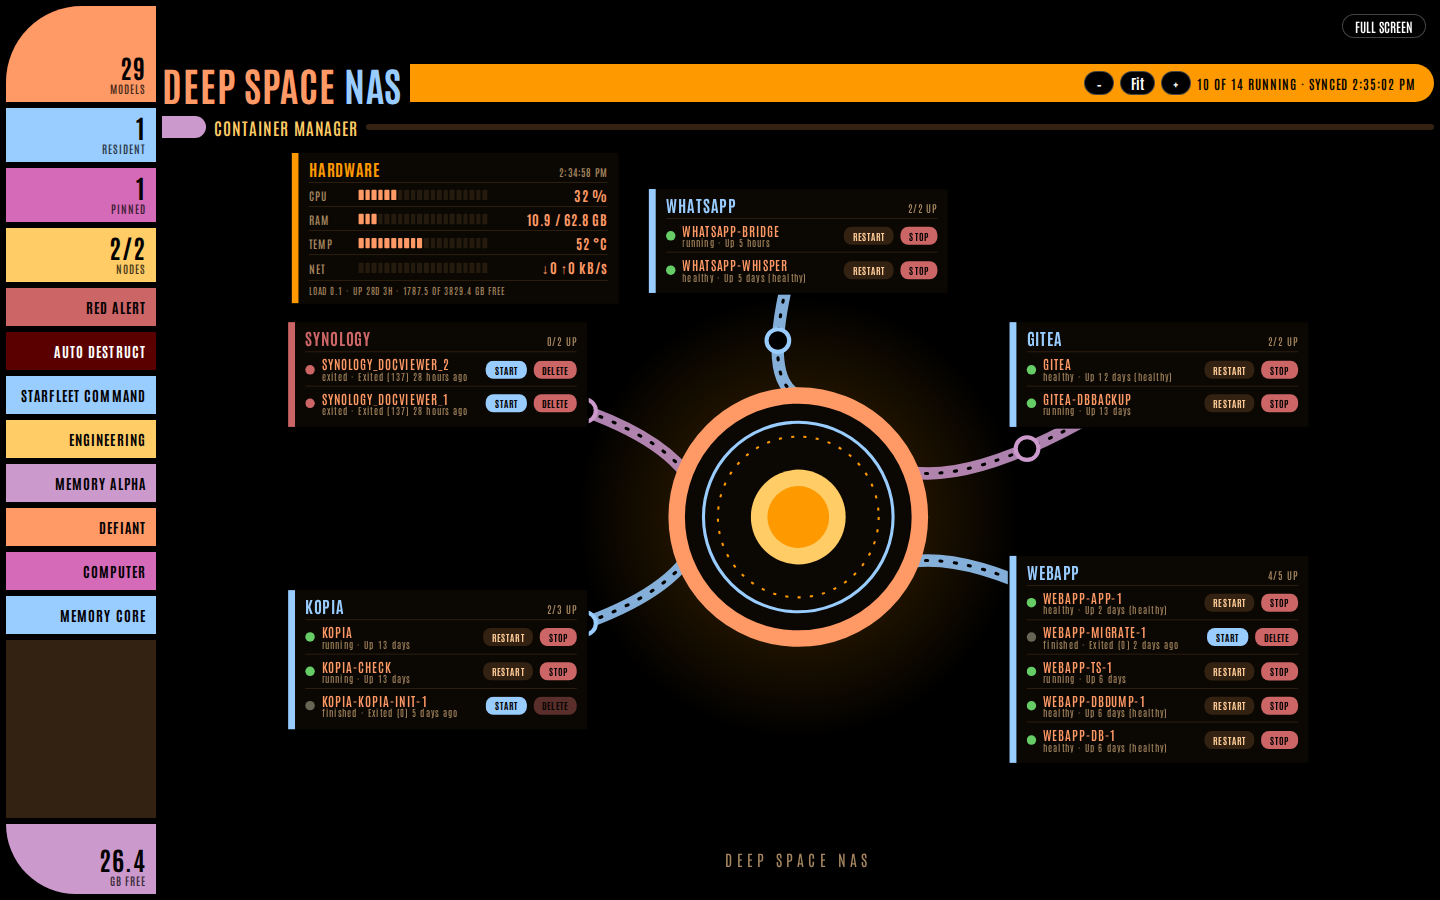 FULL SCREEN
29
MODELS
1
RESIDENT
1
PINNED
2/2
NODES
RED ALERT
AUTO DESTRUCT
STARFLEET COMMAND
ENGINEERING
MEMORY ALPHA
DEFIANT
COMPUTER
MEMORY CORE
26.4
GB FREE
DEEP SPACE NAS
- Fit + 10 OF 14 RUNNING · SYNCED 2:35:02 PM
CONTAINER MANAGER
HARDWARE 2:34:58 PM
CPU 32 %
RAM 10.9 / 62.8 GB
TEMP 52 °C
NET ↓0 ↑0 kB/s
LOAD 0.1 · UP 28D 3H · 1787.5 OF 3829.4 GB FREE
WHATSAPP 2/2 UP
WHATSAPP-BRIDGE RESTART STOP
running · Up 5 hours
WHATSAPP-WHISPER RESTART STOP
healthy · Up 5 days (healthy)
SYNOLOGY 0/2 UP
SYNOLOGY_DOCVIEWER_2 START DELETE
exited · Exited (137) 28 hours ago
SYNOLOGY_DOCVIEWER_1 START DELETE
exited · Exited (137) 28 hours ago
GITEA 2/2 UP
GITEA RESTART STOP
healthy · Up 12 days (healthy)
GITEA-DBBACKUP RESTART STOP
running · Up 13 days
KOPIA 2/3 UP
KOPIA RESTART STOP
running · Up 13 days
KOPIA-CHECK RESTART STOP
running · Up 13 days
KOPIA-KOPIA-INIT-1 START DELETE
finished · Exited (0) 5 days ago
WEBAPP 4/5 UP
WEBAPP-APP-1 RESTART STOP
healthy · Up 2 days (healthy)
WEBAPP-MIGRATE-1 START DELETE
finished · Exited (0) 2 days ago
WEBAPP-TS-1 RESTART STOP
running · Up 6 days
WEBAPP-DBDUMP-1 RESTART STOP
healthy · Up 6 days (healthy)
WEBAPP-DB-1 RESTART STOP
healthy · Up 6 days (healthy)
DEEP SPACE NAS